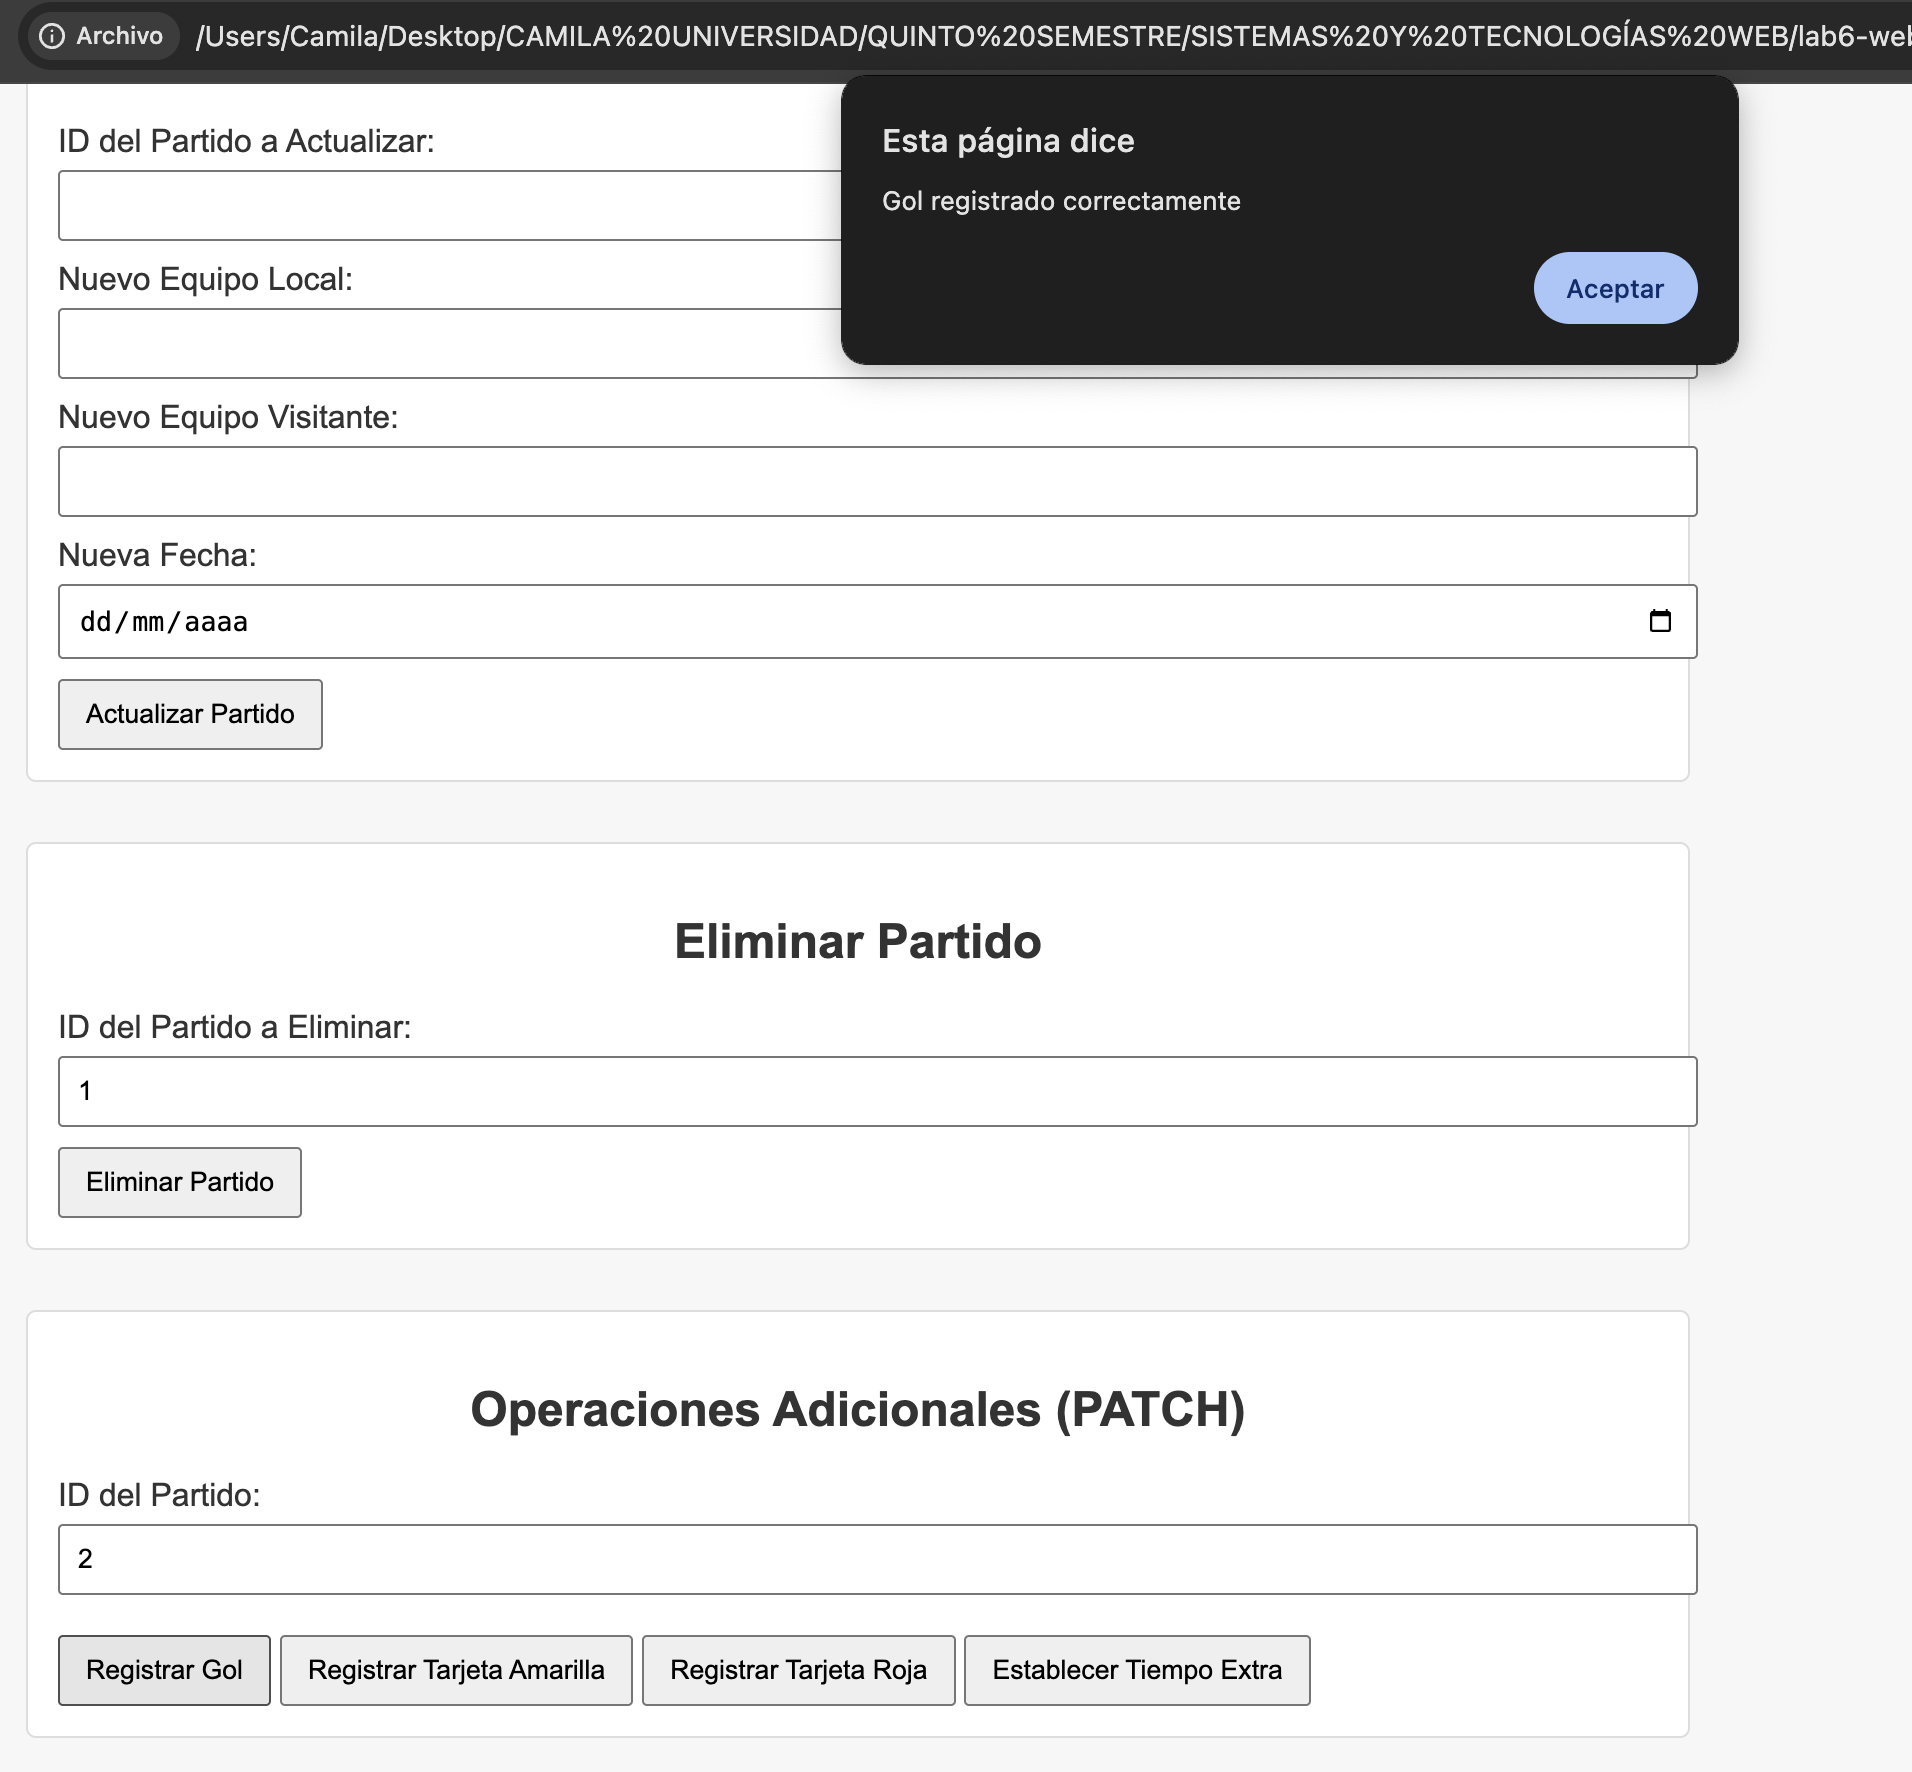 Archivo /Users/Camila/Desktop/CAMILA%20UNIVERSIDAD/QUINTO%20SEMESTRE/SISTEMAS%20Y%20TECNOLOGÍAS%20WEB/lab6-web
Esta página dice
Gol registrado correctamente
Aceptar
ID del Partido a Actualizar:
Nuevo Equipo Local:
Nuevo Equipo Visitante:
Nueva Fecha:
dd/mm/aaaa
Actualizar Partido
Eliminar Partido
ID del Partido a Eliminar:
1
Eliminar Partido
Operaciones Adicionales (PATCH)
ID del Partido:
2
Registrar Gol Registrar Tarjeta Amarilla Registrar Tarjeta Roja Establecer Tiempo Extra